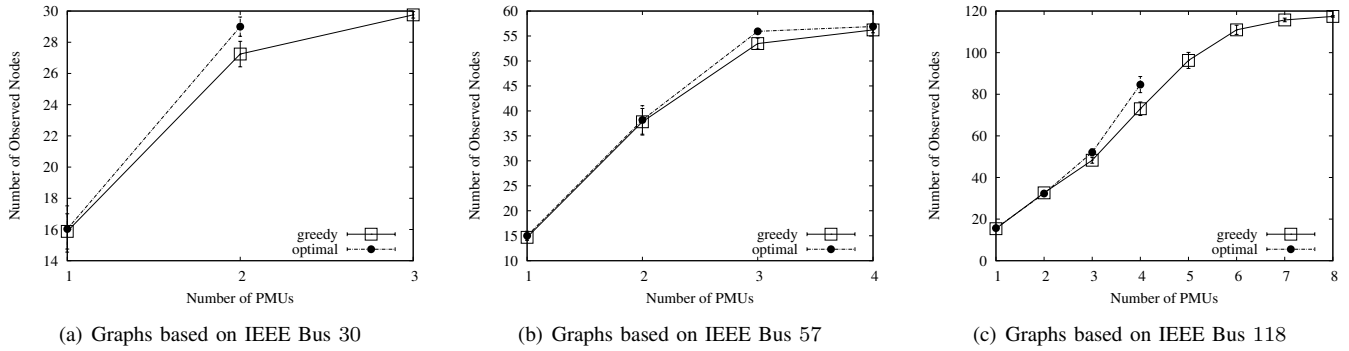 30
28
26
24
22
20
18
16
14
Number of Observed Nodes
greedy
optimal
1 2 3
Number of PMUs
(a) Graphs based on IEEE Bus 30
60
55
50
45
40
35
30
25
20
15
10
Number of Observed Nodes
greedy
optimal
1 2 3 4
Number of PMUs
(b) Graphs based on IEEE Bus 57
120
100
80
60
40
20
0
Number of Observed Nodes
greedy
optimal
1 2 3 4 5 6 7 8
Number of PMUs
(c) Graphs based on IEEE Bus 118